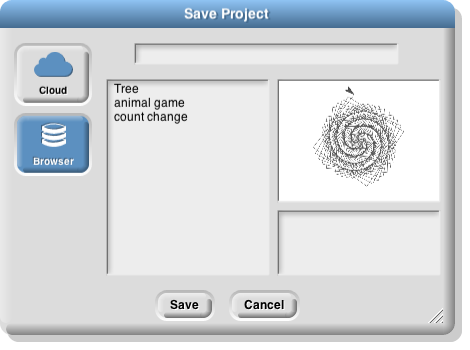 Save Project
Cloud
Browser
Tree
animal game
count change
Save
Cancel